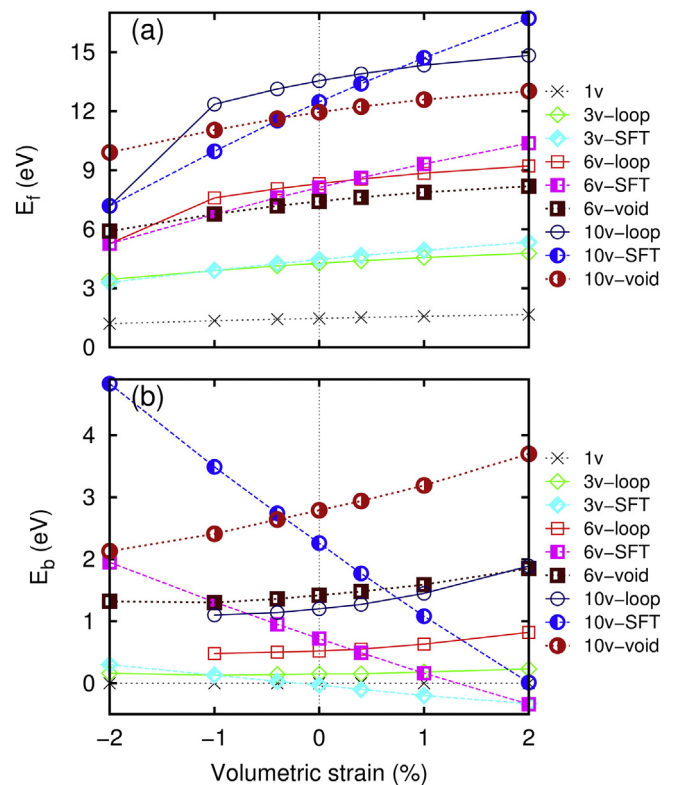 (a)
15
12
9
6
3
0
E_f (eV)
1v
3v−loop
3v−SFT
6v−loop
6v−SFT
6v−void
10v−loop
10v−SFT
10v−void
(b)
4
3
2
1
0
E_b (eV)
1v
3v−loop
3v−SFT
6v−loop
6v−SFT
6v−void
10v−loop
10v−SFT
10v−void
−2 −1 0 1 2
Volumetric strain (%)